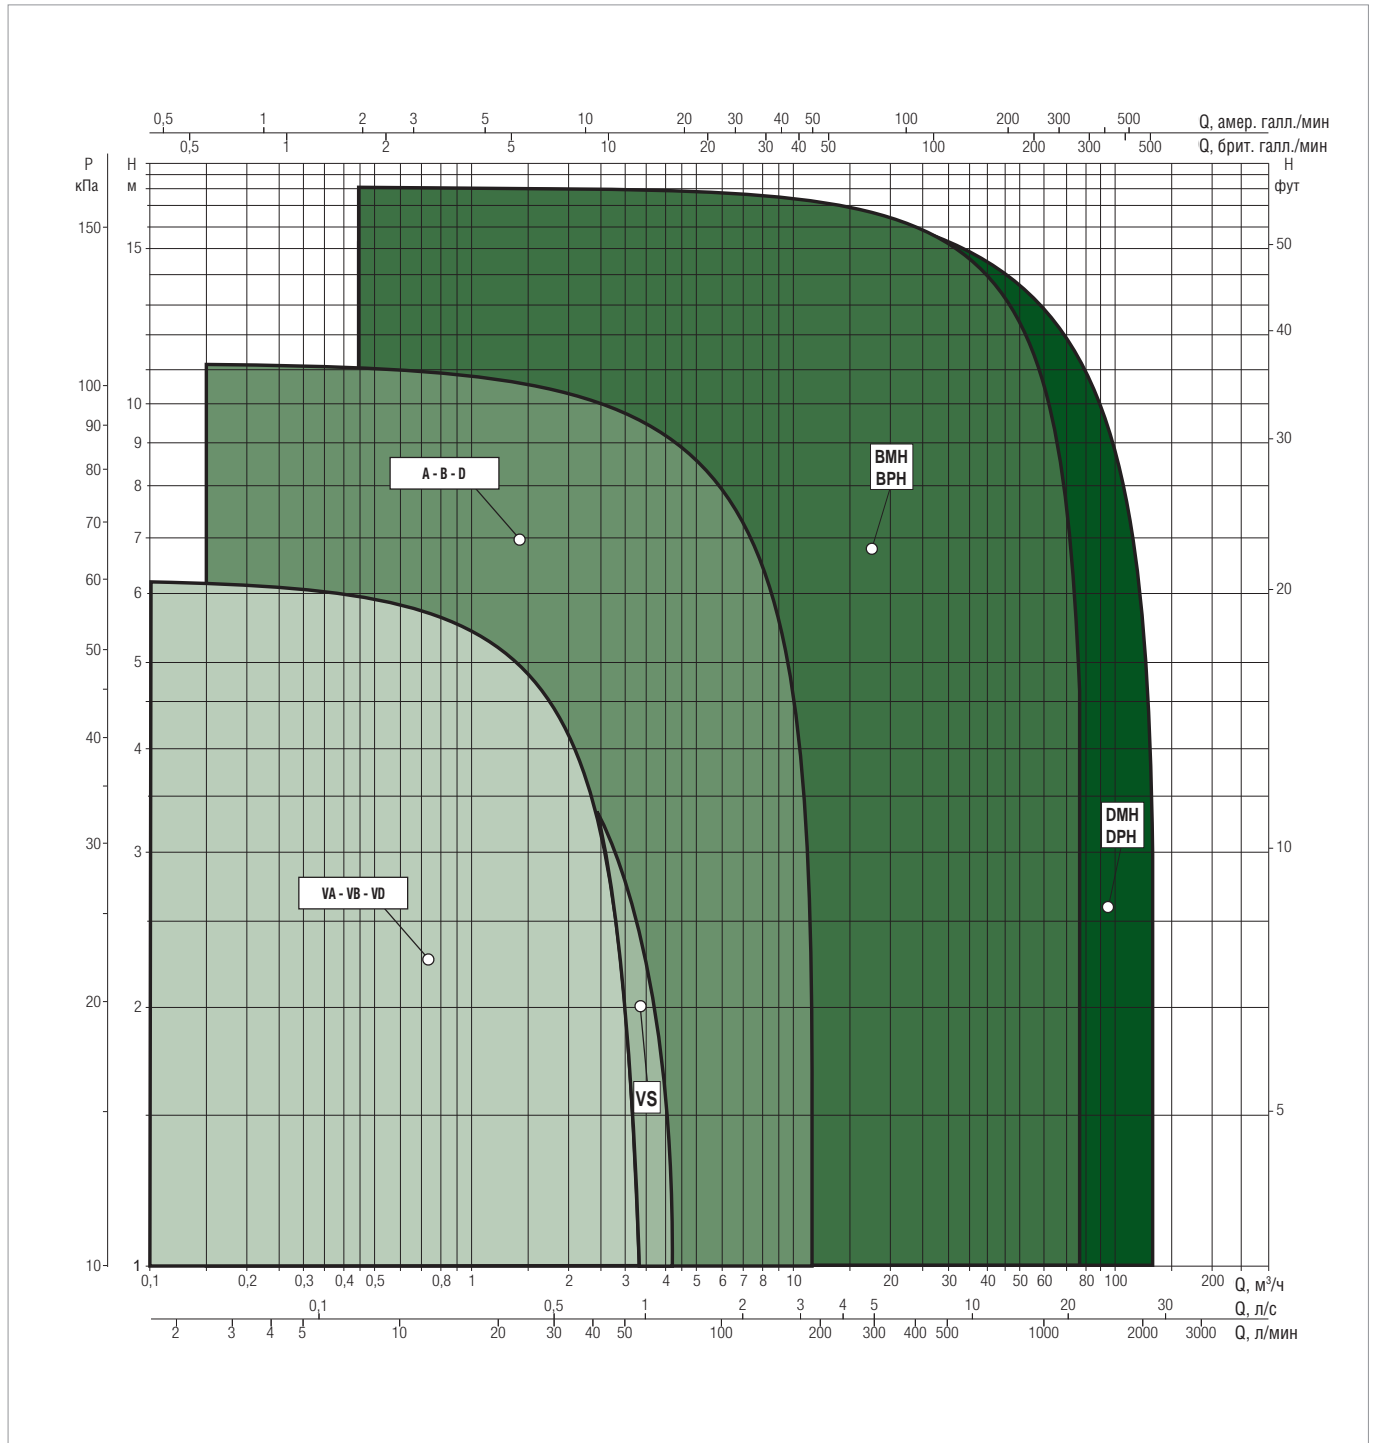 0,5 1 2 3 5 10 20 30 40 50 100 200 300 500 Q, амер. галл./мин
0,5 1 2 5 10 20 30 40 50 100 200 300 500 Q, брит. галл./мин
P H H
кПа м фут
150
15
50
40
100
10
90
9
30
BMH
BPH
A - B - D
80
8
70
7
60
6
20
50
5
40
4
DMH
DPH
30
3
10
VA - VB - VD
20
2
VS
5
10
1
0,1 0,2 0,3 0,4 0,5 0,8 1 2 3 4 5 6 7 8 10 20 30 40 50 60 80 100 200 Q, м³/ч
0,1 0,5 1 2 3 4 5 10 20 30 Q, л/с
2 3 4 5 10 20 30 40 50 100 200 300 400 500 1000 2000 3000 Q, л/мин